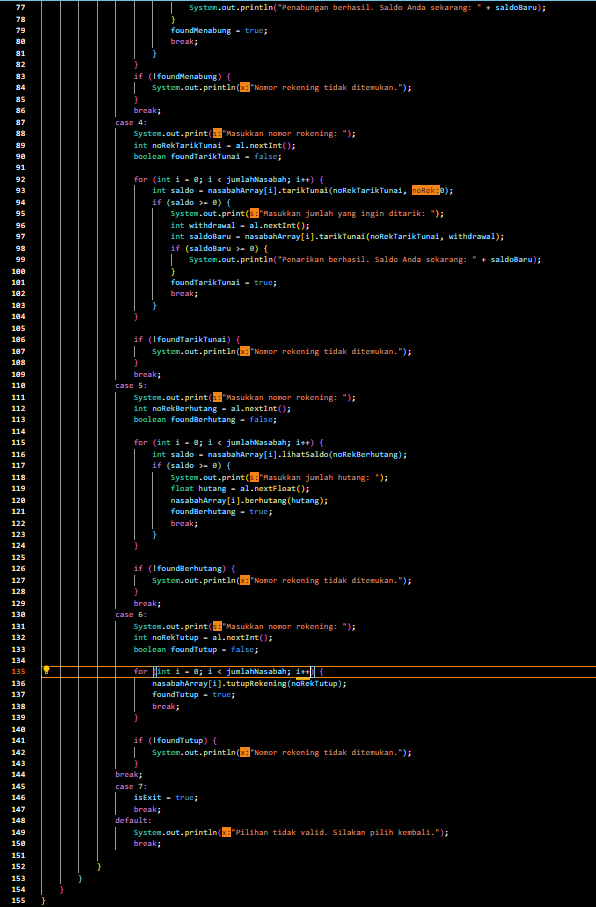 77 System.out.println("Penabungan berhasil. Saldo Anda sekarang: " + saldoBaru);
78 }
79 foundMenabung = true;
80 break;
81 }
82 }
83 if (!foundMenabung) {
84 System.out.println(x:"Nomor rekening tidak ditemukan.");
85 }
86 break;
87 case 4:
88 System.out.print(s:"Masukkan nomor rekening: ");
89 int noRekTarikTunai = al.nextInt();
90 boolean foundTarikTunai = false;
91
92 for (int i = 0; i < jumlahNasabah; i++) {
93 int saldo = nasabahArray[i].tarikTunai(noRekTarikTunai, noRek:0);
94 if (saldo >= 0) {
95 System.out.print(s:"Masukkan jumlah yang ingin ditarik: ");
96 int withdrawal = al.nextInt();
97 int saldoBaru = nasabahArray[i].tarikTunai(noRekTarikTunai, withdrawal);
98 if (saldoBaru >= 0) {
99 System.out.println("Penarikan berhasil. Saldo Anda sekarang: " + saldoBaru);
100 }
101 foundTarikTunai = true;
102 break;
103 }
104 }
105
106 if (!foundTarikTunai) {
107 System.out.println(x:"Nomor rekening tidak ditemukan.");
108 }
109 break;
110 case 5:
111 System.out.print(s:"Masukkan nomor rekening: ");
112 int noRekBerhutang = al.nextInt();
113 boolean foundBerhutang = false;
114
115 for (int i = 0; i < jumlahNasabah; i++) {
116 int saldo = nasabahArray[i].lihatSaldo(noRekBerhutang);
117 if (saldo >= 0) {
118 System.out.print(s:"Masukkan jumlah hutang: ");
119 float hutang = al.nextFloat();
120 nasabahArray[i].berhutang(hutang);
121 foundBerhutang = true;
122 break;
123 }
124 }
125
126 if (!foundBerhutang) {
127 System.out.println(x:"Nomor rekening tidak ditemukan.");
128 }
129 break;
130 case 6:
131 System.out.print(s:"Masukkan nomor rekening: ");
132 int noRekTutup = al.nextInt();
133 boolean foundTutup = false;
134
135 for (int i = 0; i < jumlahNasabah; i++) {
136 nasabahArray[i].tutupRekening(noRekTutup);
137 foundTutup = true;
138 break;
139 }
140
141 if (!foundTutup) {
142 System.out.println(x:"Nomor rekening tidak ditemukan.");
143 }
144 break;
145 case 7:
146 isExit = true;
147 break;
148 default:
149 System.out.println(x:"Pilihan tidak valid. Silakan pilih kembali.");
150 break;
151
152 }
153 }
154 }
155 }